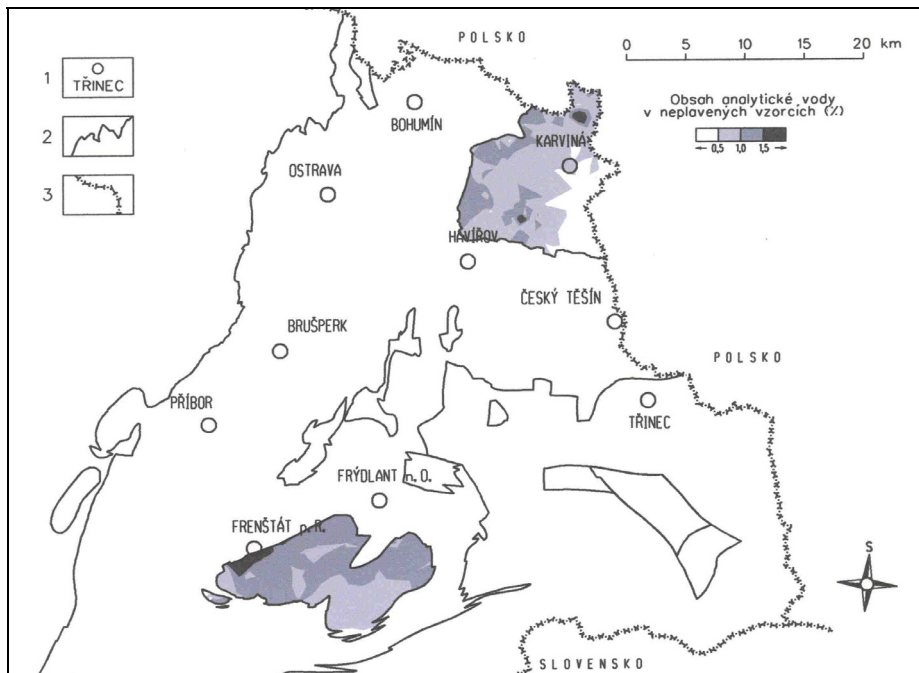 POLSKO
0 5 10 15 20 km
1
TŘINEC
Obsah analytické vody
v neplavených vzorcích (%)
0,5 1,0 1,5
BOHUMÍN
KARVINÁ
2
OSTRAVA
3
HAVÍŘOV
ČESKÝ TĚŠÍN
BRUŠPERK
POLSKO
PŘÍBOR
TŘINEC
FRÝDLANT n.O.
FRENŠTÁT p.R.
S
SLOVENSKO